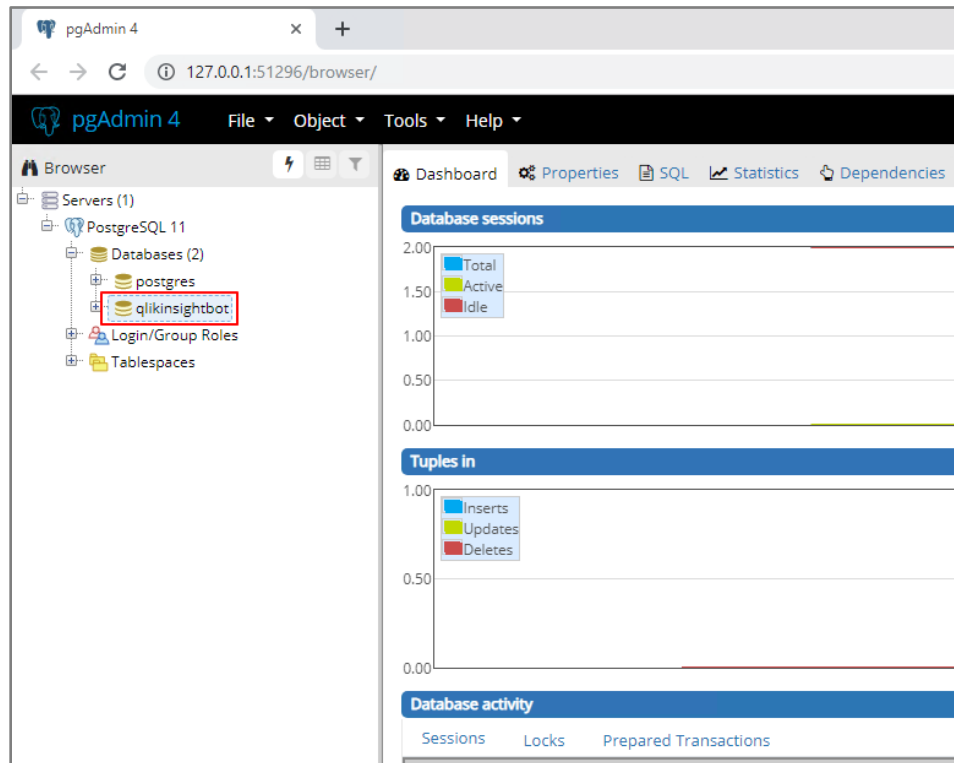 pgAdmin 4
127.0.0.1:51296/browser/
pgAdmin 4 File Object Tools Help
Browser
Dashboard Properties SQL Statistics Dependencies
Servers (1)
PostgreSQL 11
Databases (2)
postgres
qlikinsightbot
Login/Group Roles
Tablespaces
Database sessions
2.00
1.50
1.00
0.50
0.00
Total
Active
Idle
Tuples in
1.00
0.50
0.00
Inserts
Updates
Deletes
Database activity
Sessions Locks Prepared Transactions